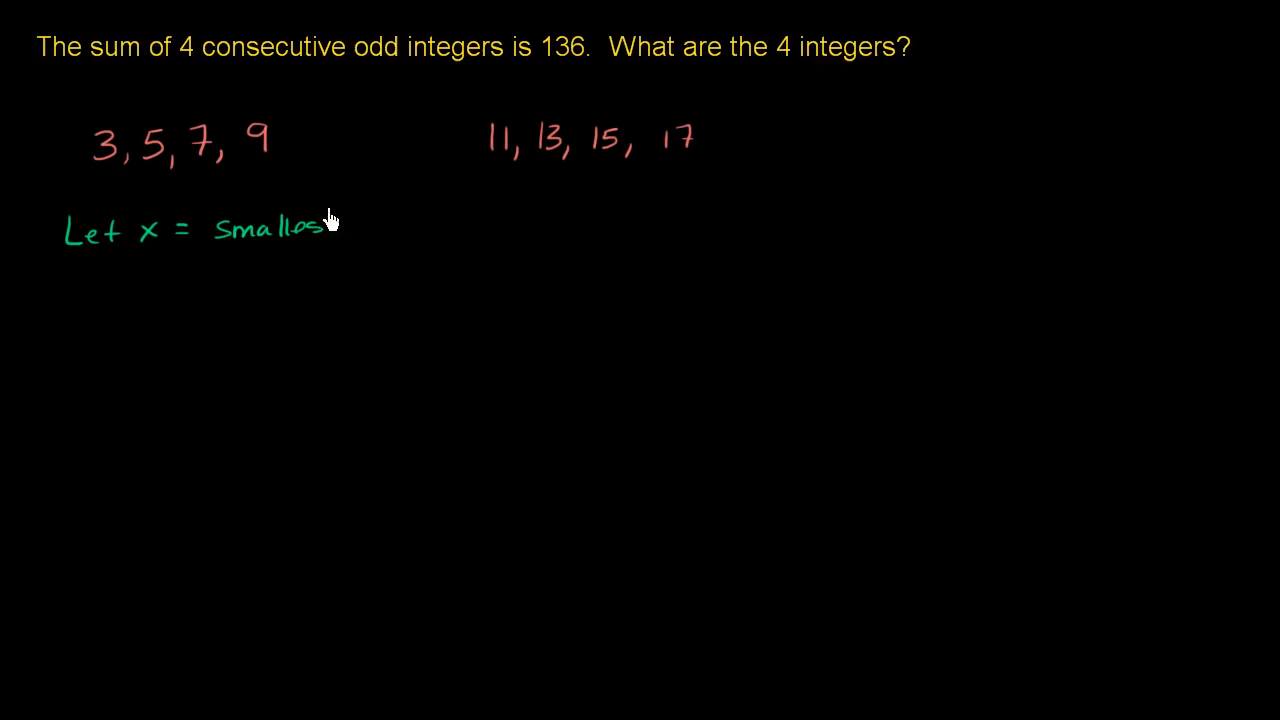 The sum of 4 consecutive odd integers is 136.  What are the 4 integers?
3, 5, 7, 9 11, 13, 15, 17
Let x = smalles